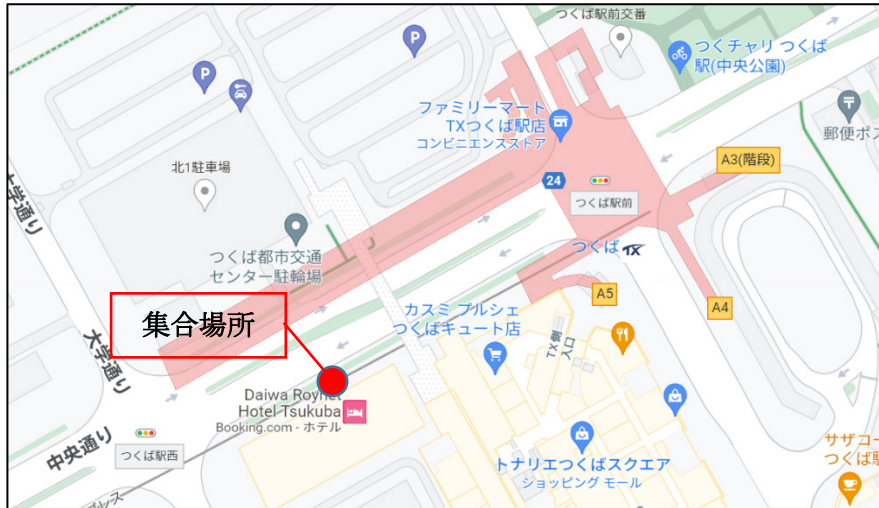 つくば駅前交番
つくチャリ つくば
駅(中央公園)
ファミリーマート
TXつくば駅店
コンビニエンスストア
郵便ポス
A3(階段)
北1駐車場
24
つくば駅前
大学通り
つくば都市交通
センター駐輪場
つくば TX
A5
A4
集合場所
カスミ プルシェ
つくばキュート店
TX側
入口
大学通り
Daiwa Roynet
Hotel Tsukuba
Booking.com - ホテル
中央通り
つくば駅西
トナリエつくばスクエア
ショッピング モール
サザコー
つくば駅
プレス